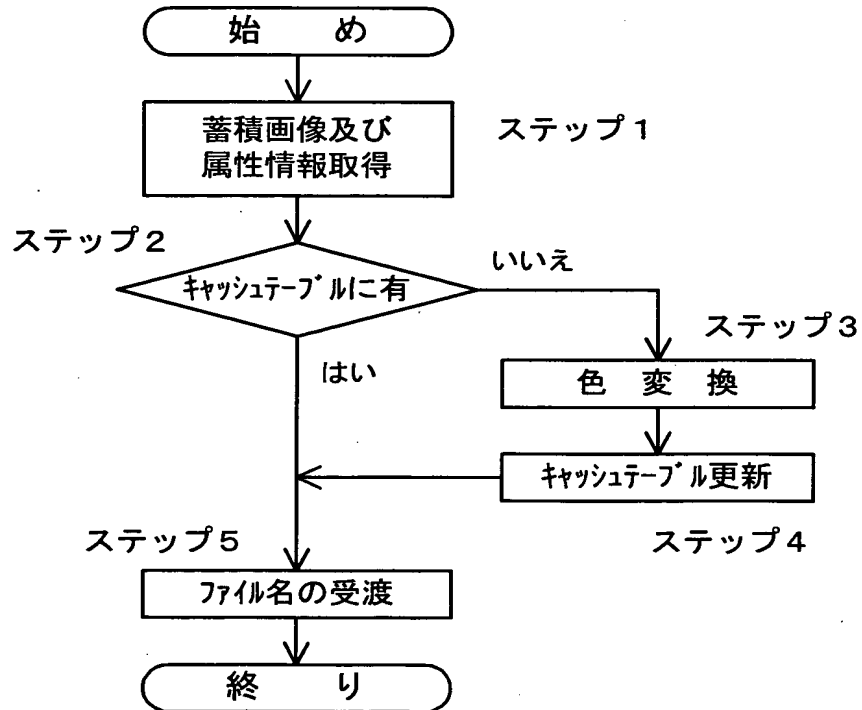 始 め
蓄積画像及び
属性情報取得
ステップ1
ステップ2
キャッシュテーブルに有
いいえ
はい
ステップ3
色 変 換
キャッシュテーブル更新
ステップ4
ステップ5
ファイル名の受渡
終 り